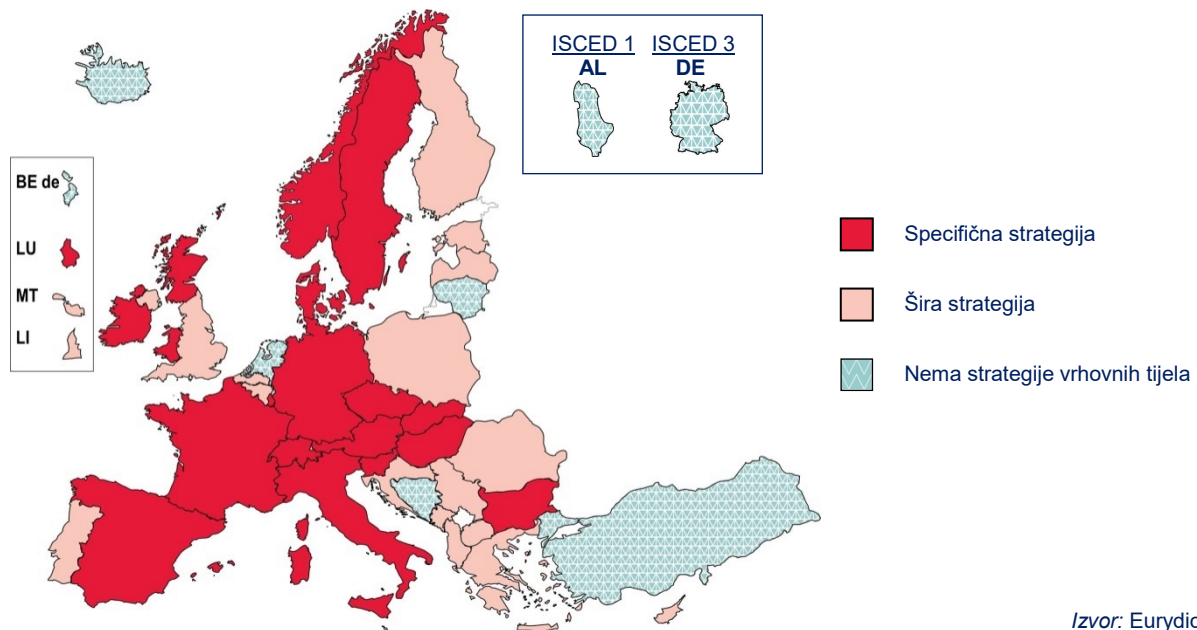 ISCED 1 ISCED 3
AL DE
BE de
LU
MT
LI
Specifična strategija
Šira strategija
Nema strategije vrhovnih tijela
Izvor: Eurydic